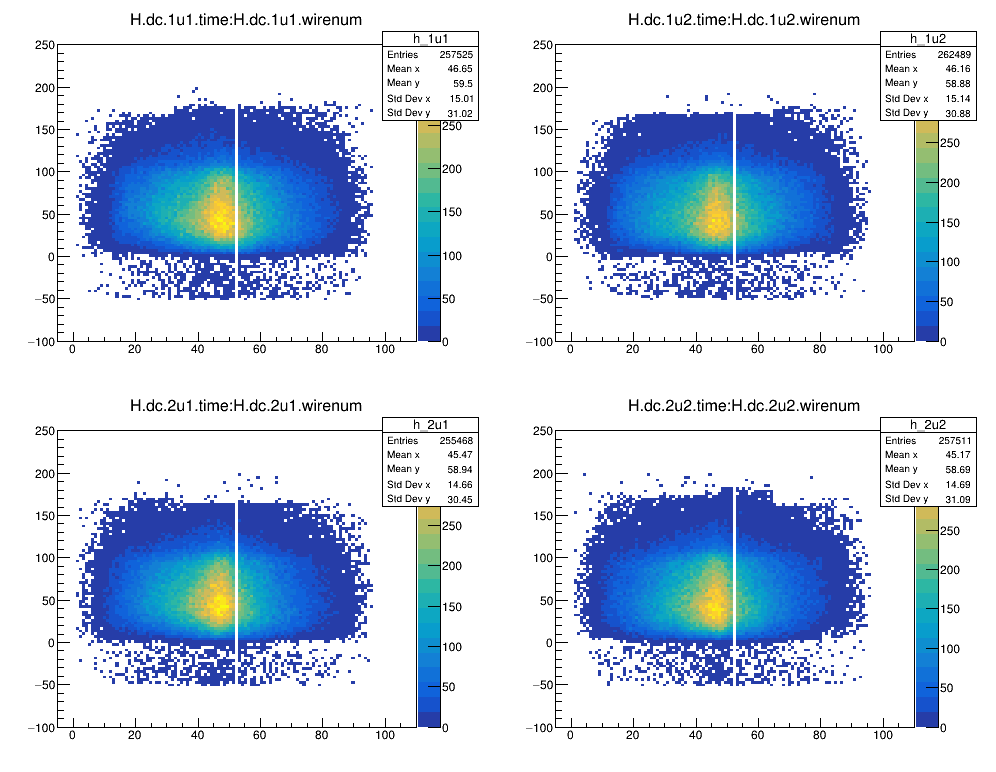 H.dc.1u1.time:H.dc.1u1.wirenum
h_1u1
Entries 257525
Mean x 46.65
Mean y 59.5
Std Dev x 15.01
Std Dev y 31.02
250
200
150
100
50
0
−50
−100
0 20 40 60 80 100
250
200
150
100
50
0
H.dc.1u2.time:H.dc.1u2.wirenum
h_1u2
Entries 262489
Mean x 46.16
Mean y 58.88
Std Dev x 15.14
Std Dev y 30.88
250
200
150
100
50
0
−50
−100
0 20 40 60 80 100
250
200
150
100
50
0
H.dc.2u1.time:H.dc.2u1.wirenum
h_2u1
Entries 255468
Mean x 45.47
Mean y 58.94
Std Dev x 14.66
Std Dev y 30.45
250
200
150
100
50
0
−50
−100
0 20 40 60 80 100
250
200
150
100
50
0
H.dc.2u2.time:H.dc.2u2.wirenum
h_2u2
Entries 257511
Mean x 45.17
Mean y 58.69
Std Dev x 14.69
Std Dev y 31.09
250
200
150
100
50
0
−50
−100
0 20 40 60 80 100
250
200
150
100
50
0